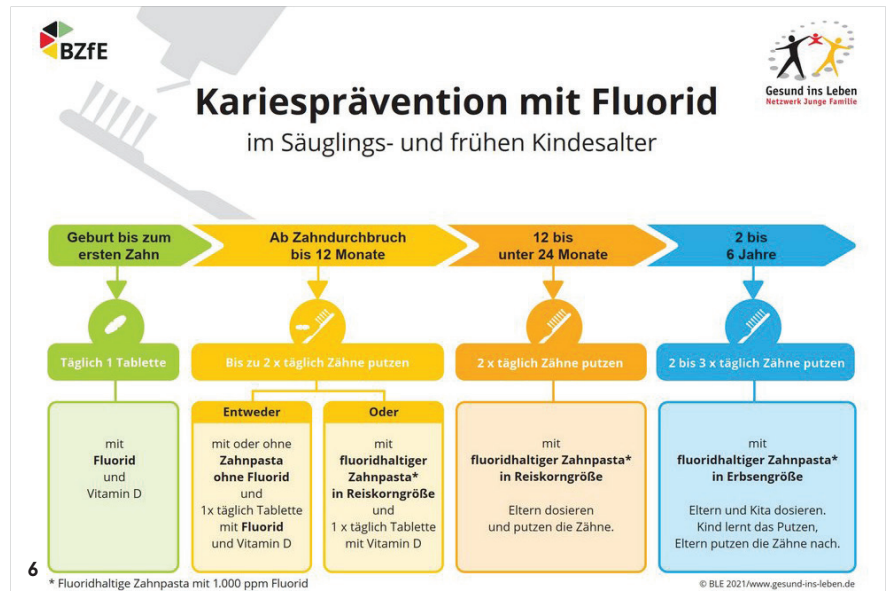 BZfE
Gesund ins Leben
Netzwerk Junge Familie
Kariesprävention mit Fluorid
im Säuglings- und frühen Kindesalter
Geburt bis zum
ersten Zahn
Täglich 1 Tablette
mit
Fluorid
und
Vitamin D
Ab Zahndurchbruch
bis 12 Monate
Bis zu 2 x täglich Zähne putzen
Entweder
mit oder ohne
Zahnpasta
ohne Fluorid
und
1x täglich Tablette
mit Fluorid
und Vitamin D
Oder
mit
fluoridhaltiger
Zahnpasta*
in Reiskorngröße
und
1 x täglich Tablette
mit Vitamin D
12 bis
unter 24 Monate
2 x täglich Zähne putzen
mit
fluoridhaltiger Zahnpasta*
in Reiskorngröße
Eltern dosieren
und putzen die Zähne.
2 bis
6 Jahre
2 bis 3 x täglich Zähne putzen
mit
fluoridhaltiger Zahnpasta*
in Erbsengröße
Eltern und Kita dosieren.
Kind lernt das Putzen,
Eltern putzen die Zähne nach.
6
* Fluoridhaltige Zahnpasta mit 1.000 ppm Fluorid
© BLE 2021/www.gesund-ins-leben.de